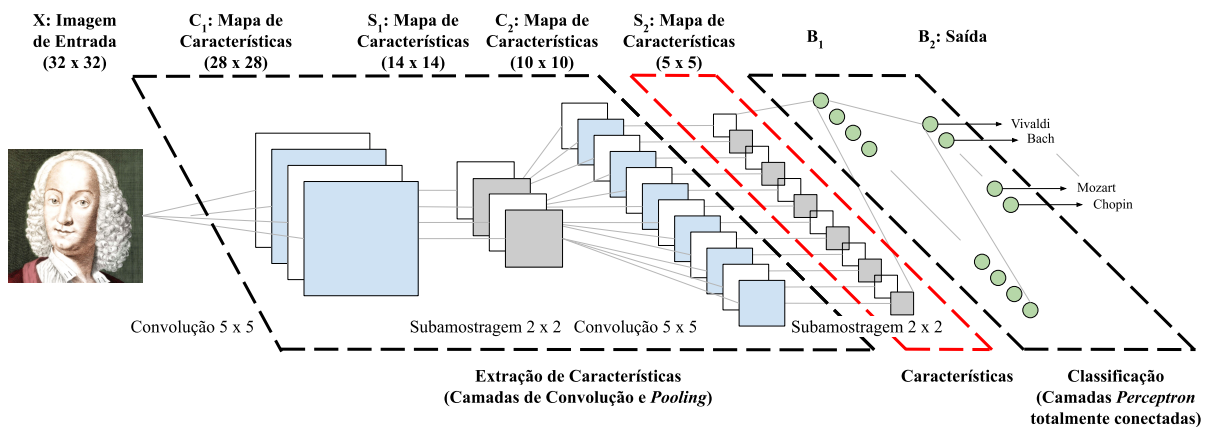 X: Imagem
de Entrada
(32 x 32)
C1: Mapa de
Características
(28 x 28)
S1: Mapa de
Características
(14 x 14)
C2: Mapa de
Características
(10 x 10)
S2: Mapa de
Características
(5 x 5)
B1
B2: Saída
Vivaldi
Bach
Mozart
Chopin
Convolução 5 x 5
Subamostragem 2 x 2
Convolução 5 x 5
Subamostragem 2 x 2
Extração de Características
(Camadas de Convolução e Pooling)
Características
Classificação
(Camadas Perceptron
totalmente conectadas)